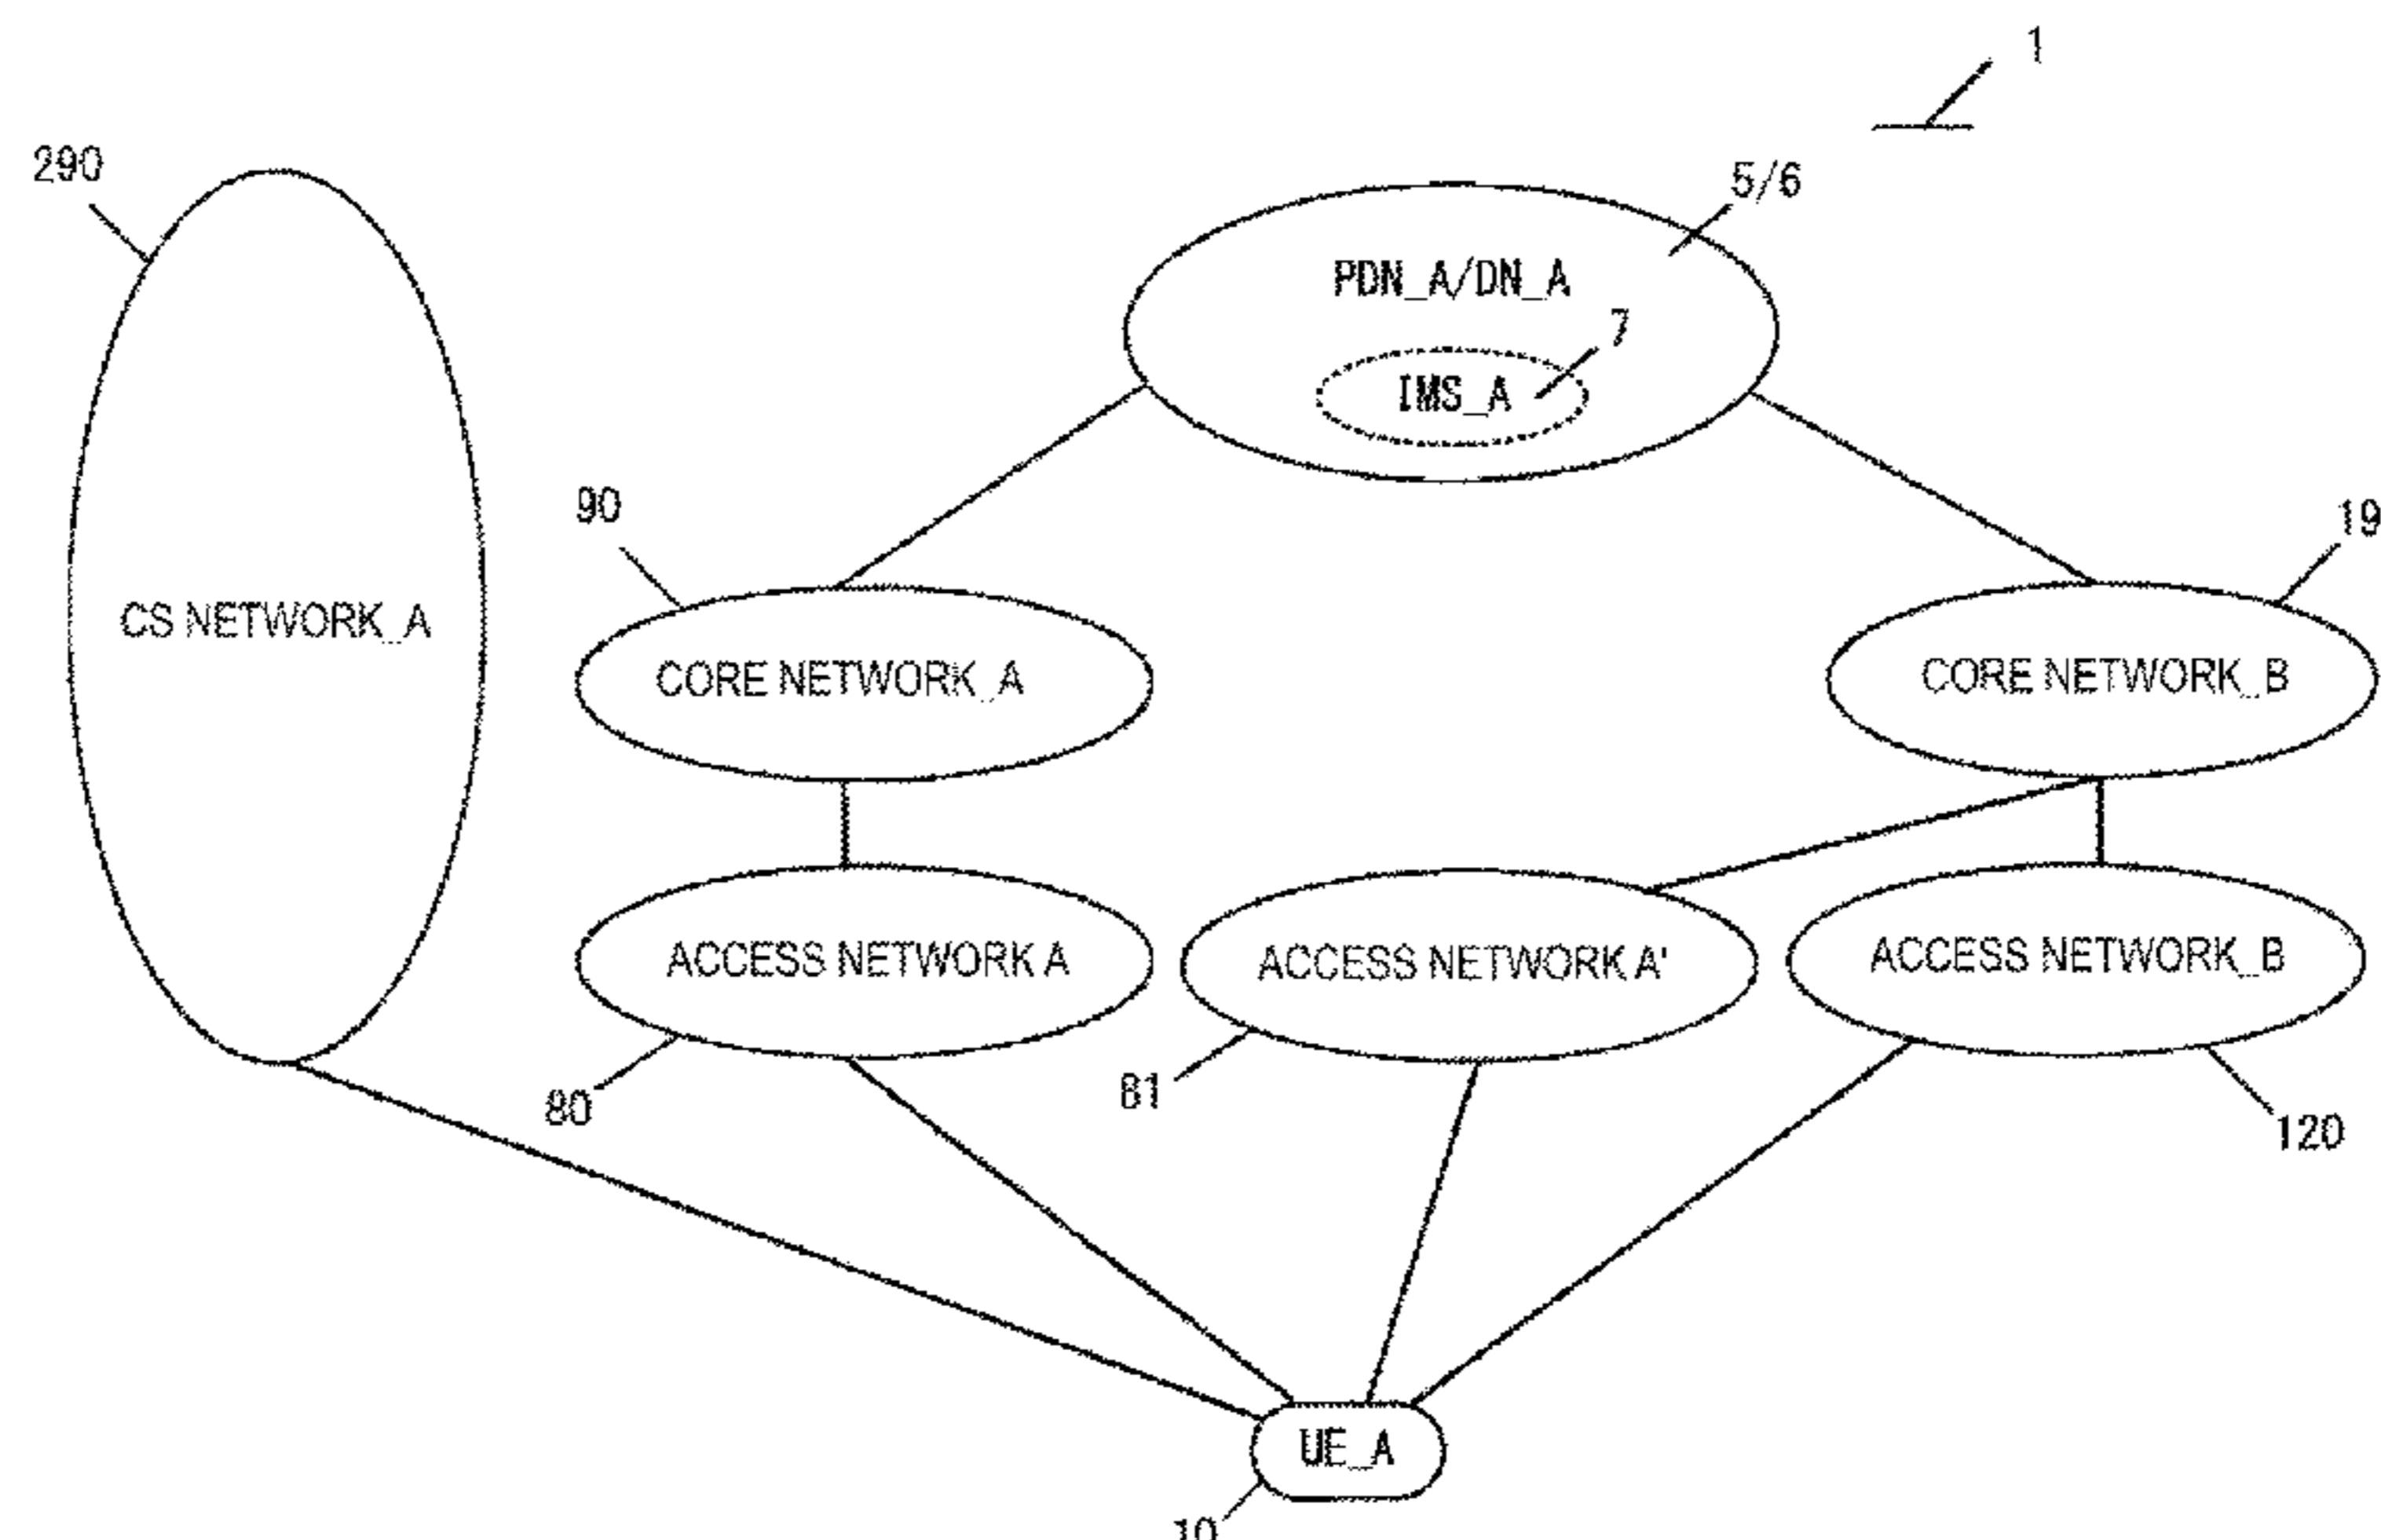 1
290
5/6
PDN_A/DN_A
7
IMS_A
90
19
CS NETWORK_A
CORE NETWORK_A
CORE NETWORK_B
ACCESS NETWORK A
ACCESS NETWORK A'
ACCESS NETWORK_B
80
81
120
UE_A
10